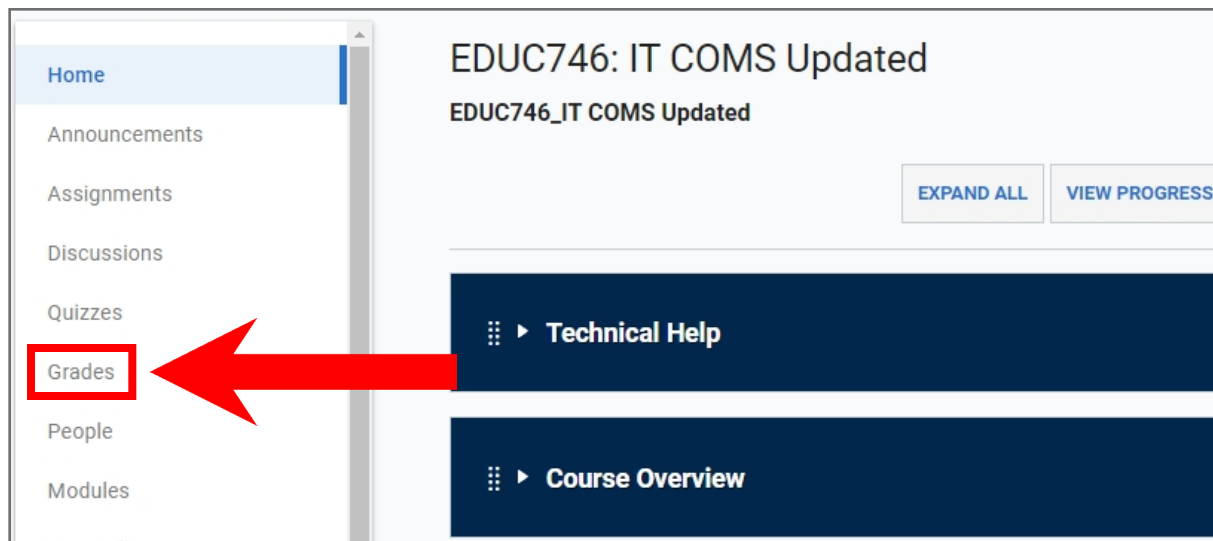 Home
Announcements
Assignments
Discussions
Quizzes
Grades
People
Modules
EDUC746: IT COMS Updated
EDUC746_IT COMS Updated
EXPAND ALL
VIEW PROGRESS
Technical Help
Course Overview